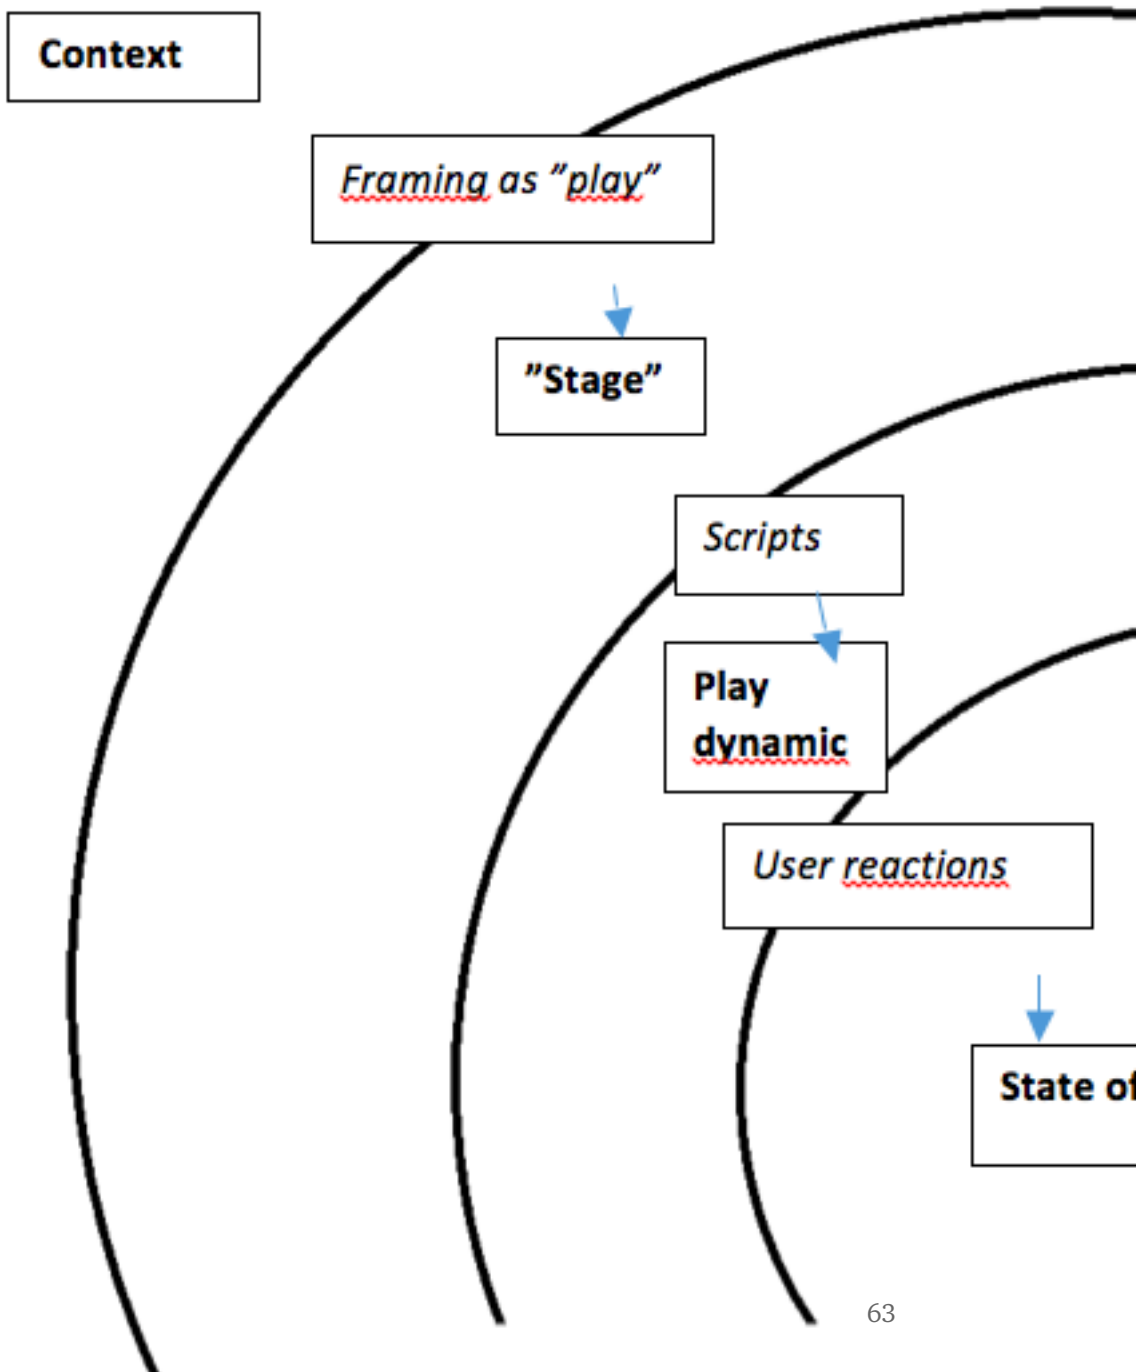 Context
Framing as ”play”
”Stage”
Scripts
Play
dynamic
User reactions
State of
63